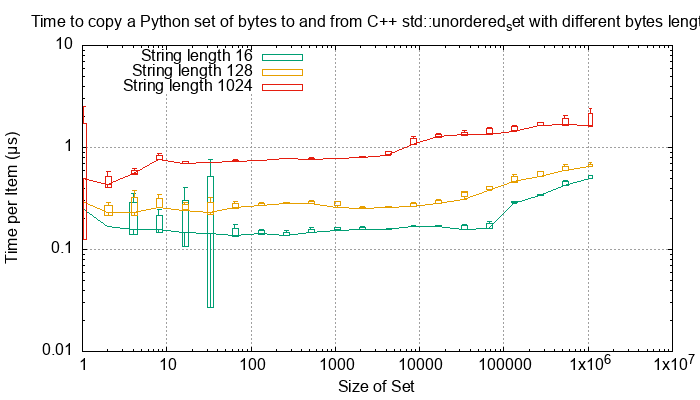 Time to copy a Python set of bytes to and from C++ std::unordered_set with different bytes leng
String length 16
String length 128
String length 1024
10
1
0.1
0.01
Time per Item (µs)
1 10 100 1000 10000 100000 1x10^6 1x10^7
Size of Set